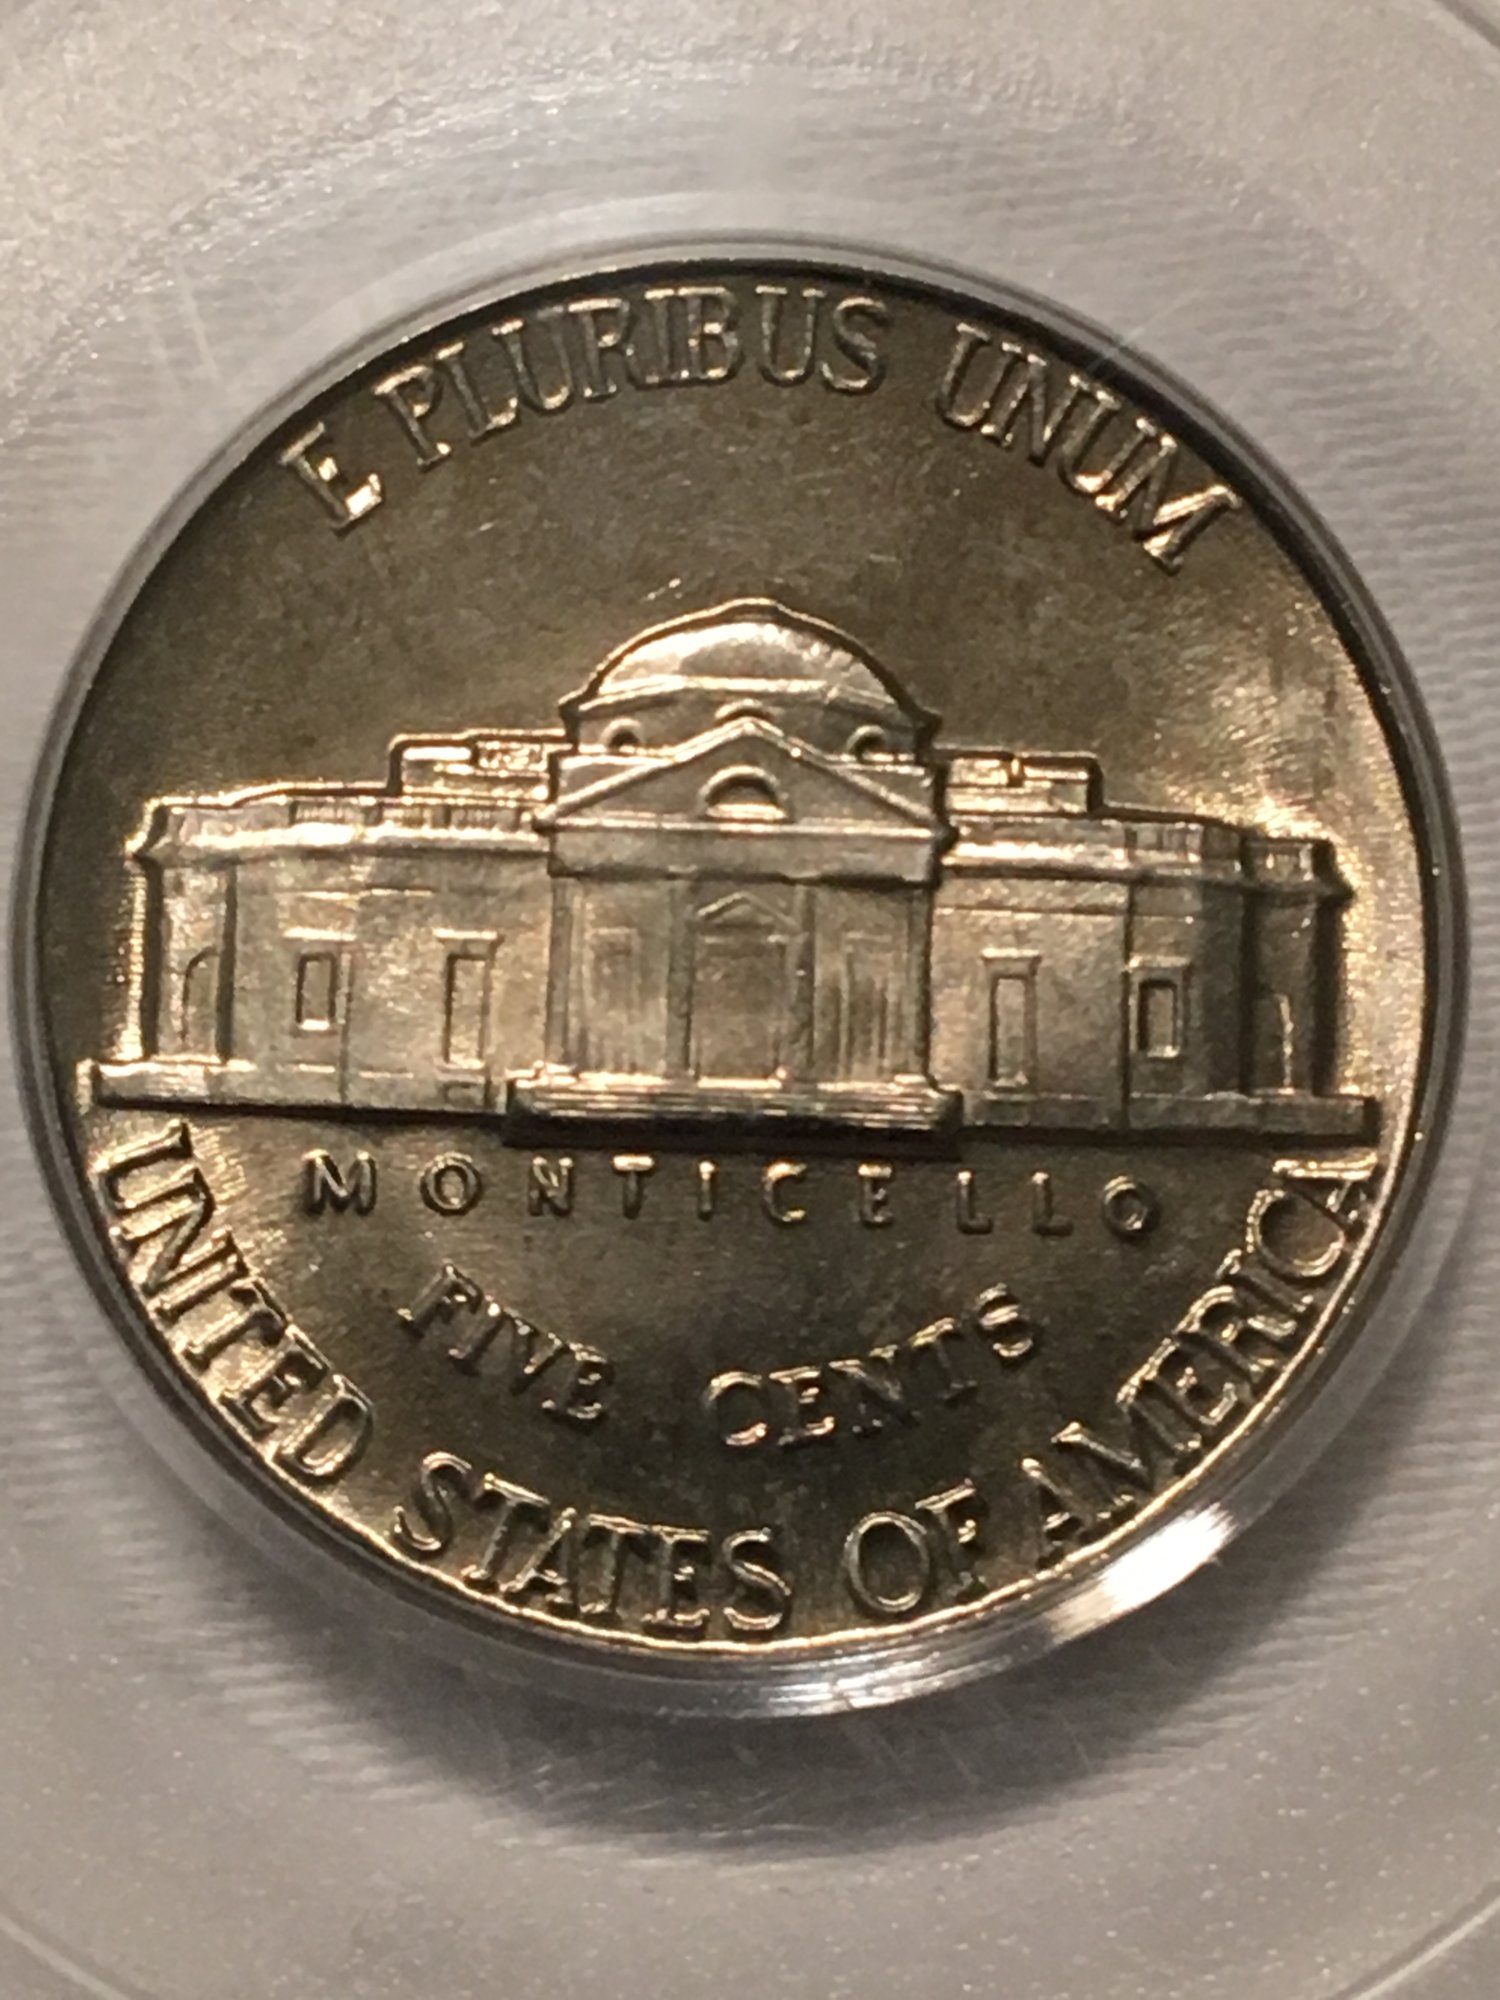 E PLURIBUS UNUM
MONTICELLO
FIVE CENTS
UNITED STATES OF AMERICA